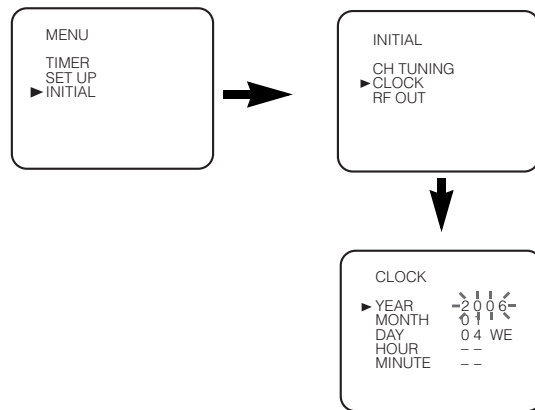 MENU
TIMER
SET UP
►INITIAL
INITIAL
CH TUNING
►CLOCK
RF OUT
CLOCK
►YEAR 2006
MONTH 01
DAY 04 WE
HOUR – –
MINUTE – –